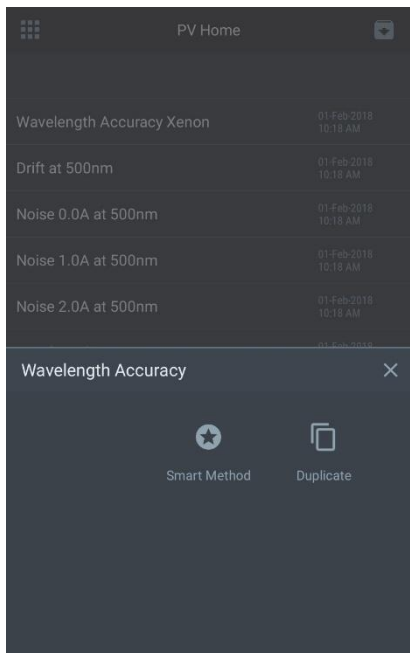 PV Home
Wavelength Accuracy Xenon
01-Feb-2018
10:18 AM
Drift at 500nm
01-Feb-2018
10:18 AM
Noise 0.0A at 500nm
01-Feb-2018
10:18 AM
Noise 1.0A at 500nm
01-Feb-2018
10:18 AM
Noise 2.0A at 500nm
01-Feb-2018
10:18 AM
01-Feb-2018
Wavelength Accuracy
Smart Method
Duplicate